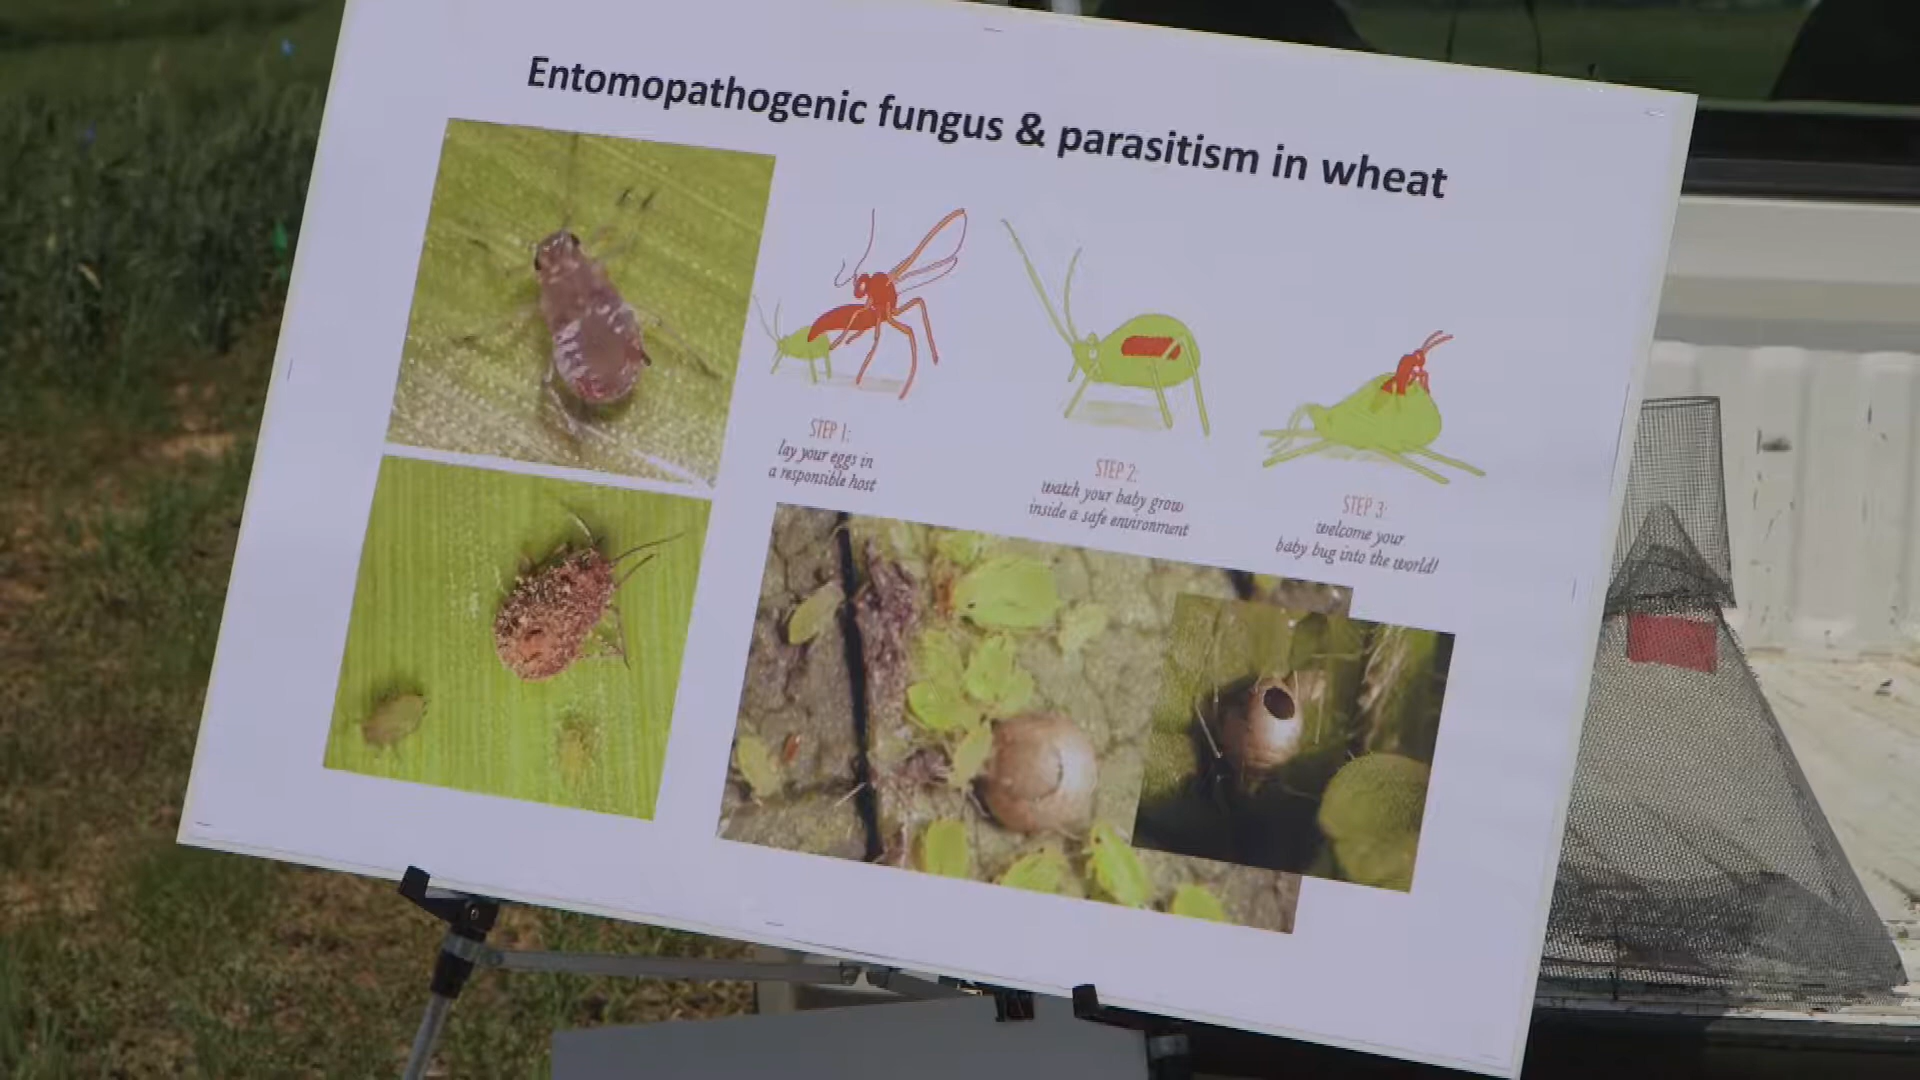 Entomopathogenic fungus & parasitism in wheat
STEP 1:
lay your eggs in
a responsible host
STEP 2:
watch your baby grow
inside a safe environment
STEP 3:
welcome your
baby bug into the world!